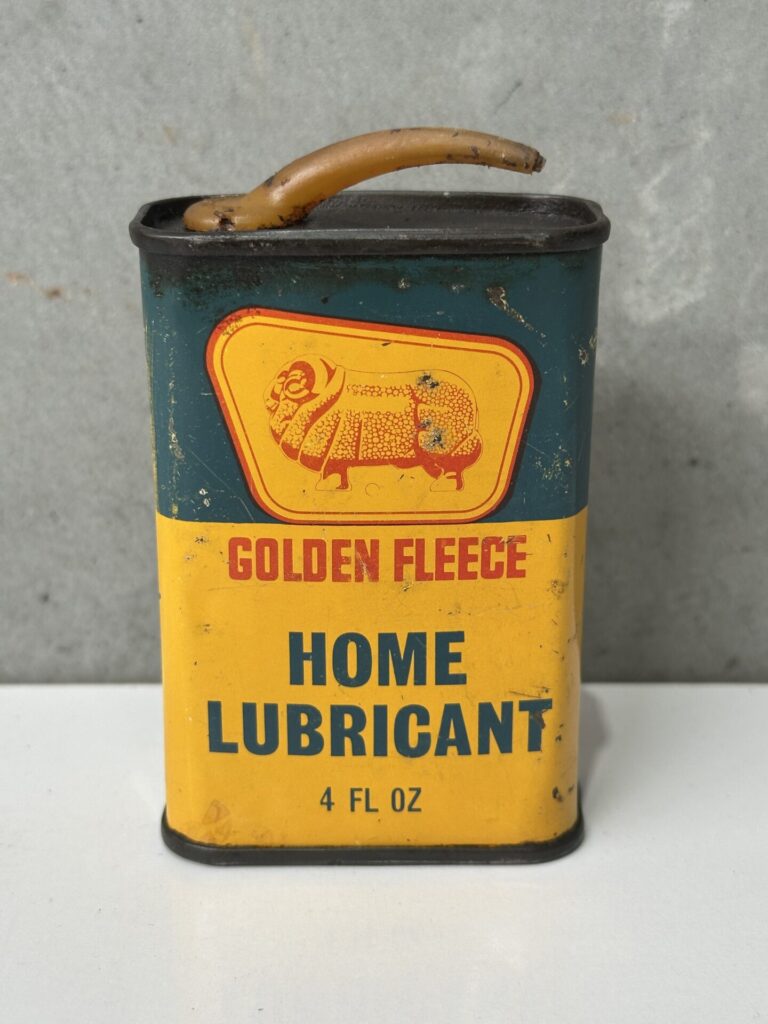 GOLDEN FLEECE
HOME
LUBRICANT
4 FL OZ